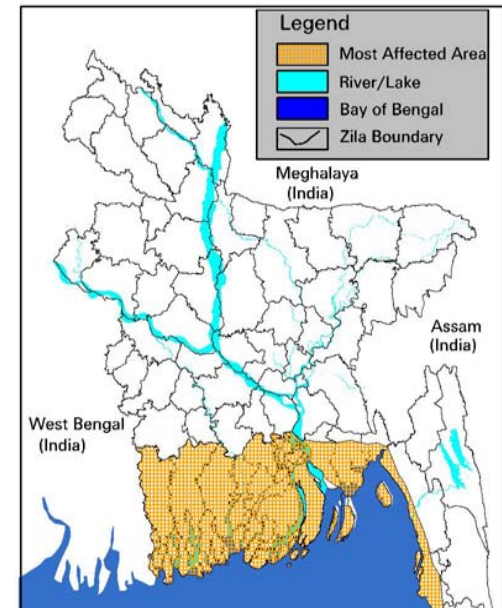 Legend
Most Affected Area
River/Lake
Bay of Bengal
Zila Boundary
Meghalaya
(India)
Assam
(India)
West Bengal
(India)